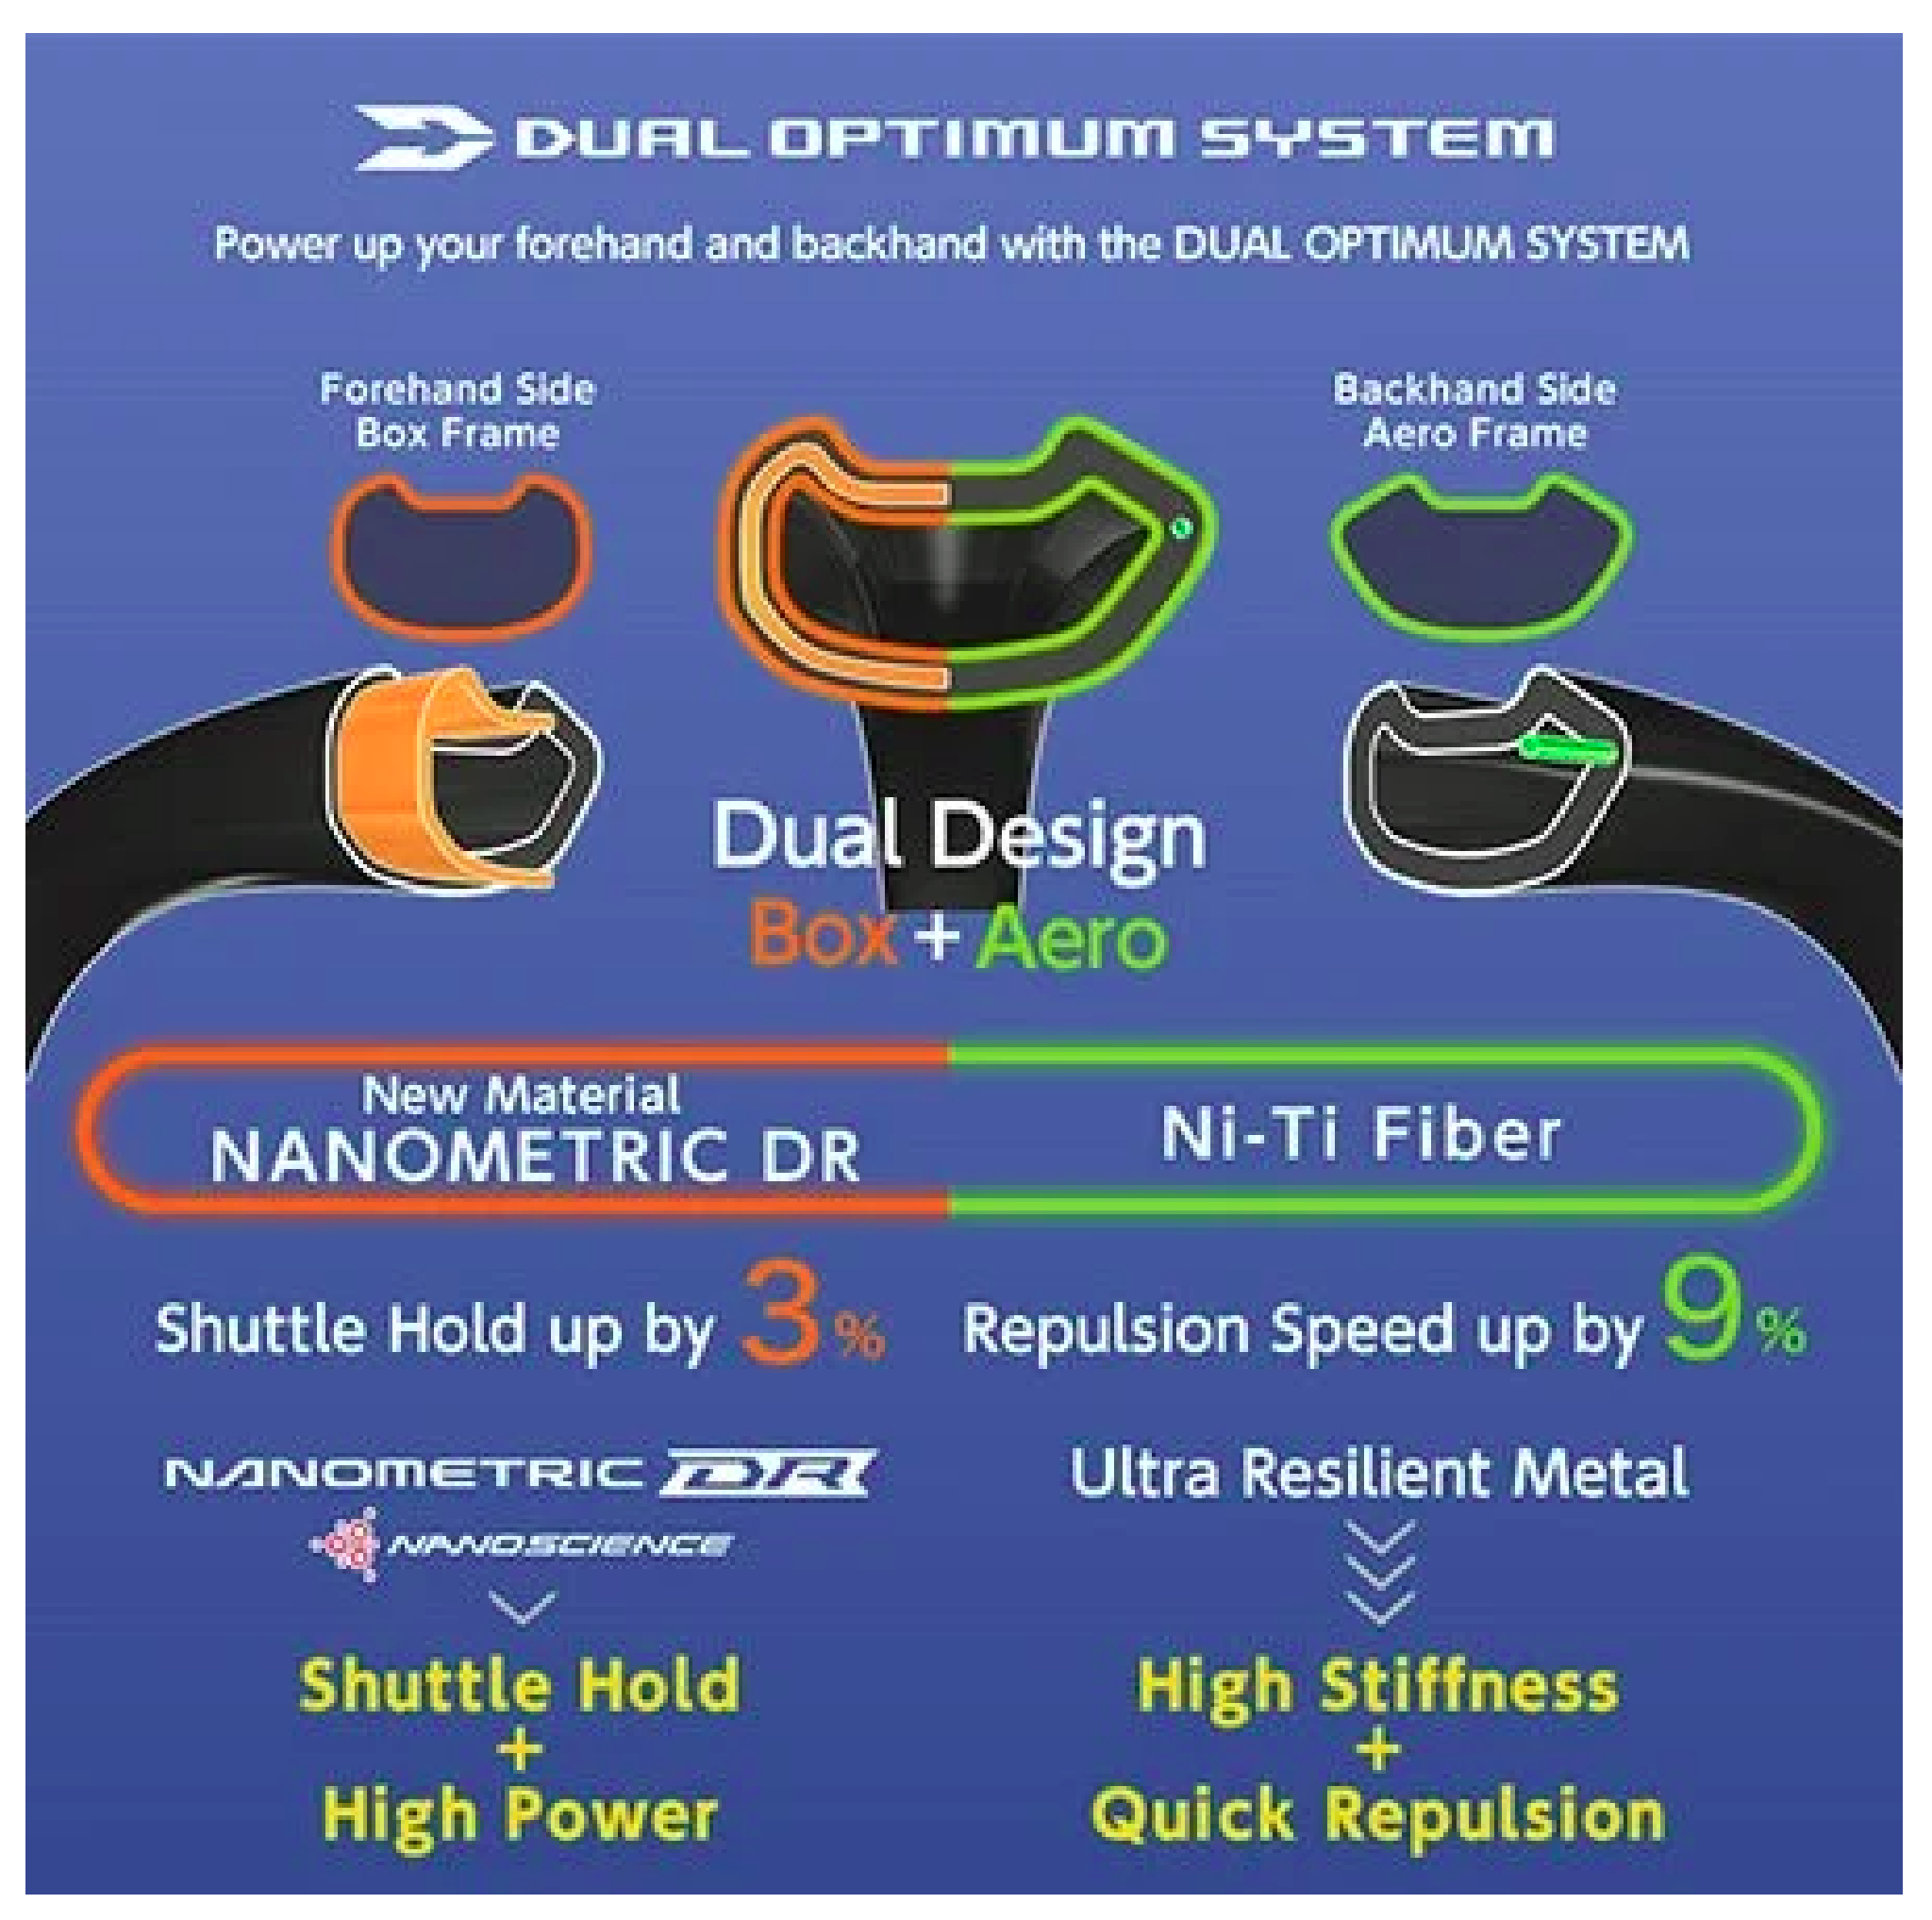 DUAL OPTIMUM SYSTEM
Power up your forehand and backhand with the DUAL OPTIMUM SYSTEM
Forehand Side
Box Frame
Backhand Side
Aero Frame
Dual Design
Box + Aero
New Material
NANOMETRIC DR
Ni-Ti Fiber
Shuttle Hold up by 3%
Repulsion Speed up by 9%
NANOMETRIC DR
NANOSCIENCE
Shuttle Hold
+
High Power
Ultra Resilient Metal
High Stiffness
+
Quick Repulsion